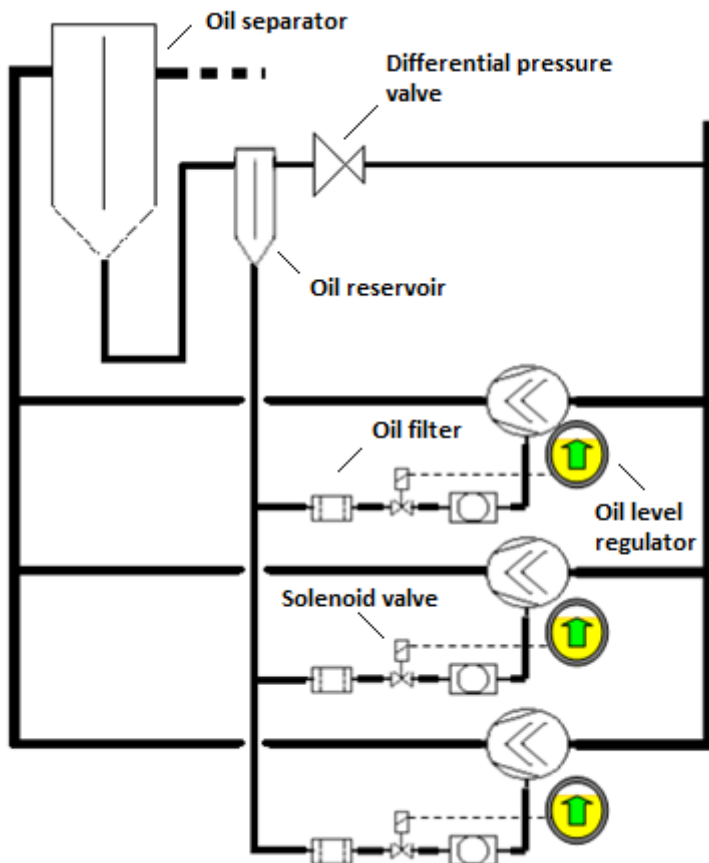 Oil separator
Differential pressure
valve
Oil reservoir
Oil filter
Oil level
regulator
Solenoid valve